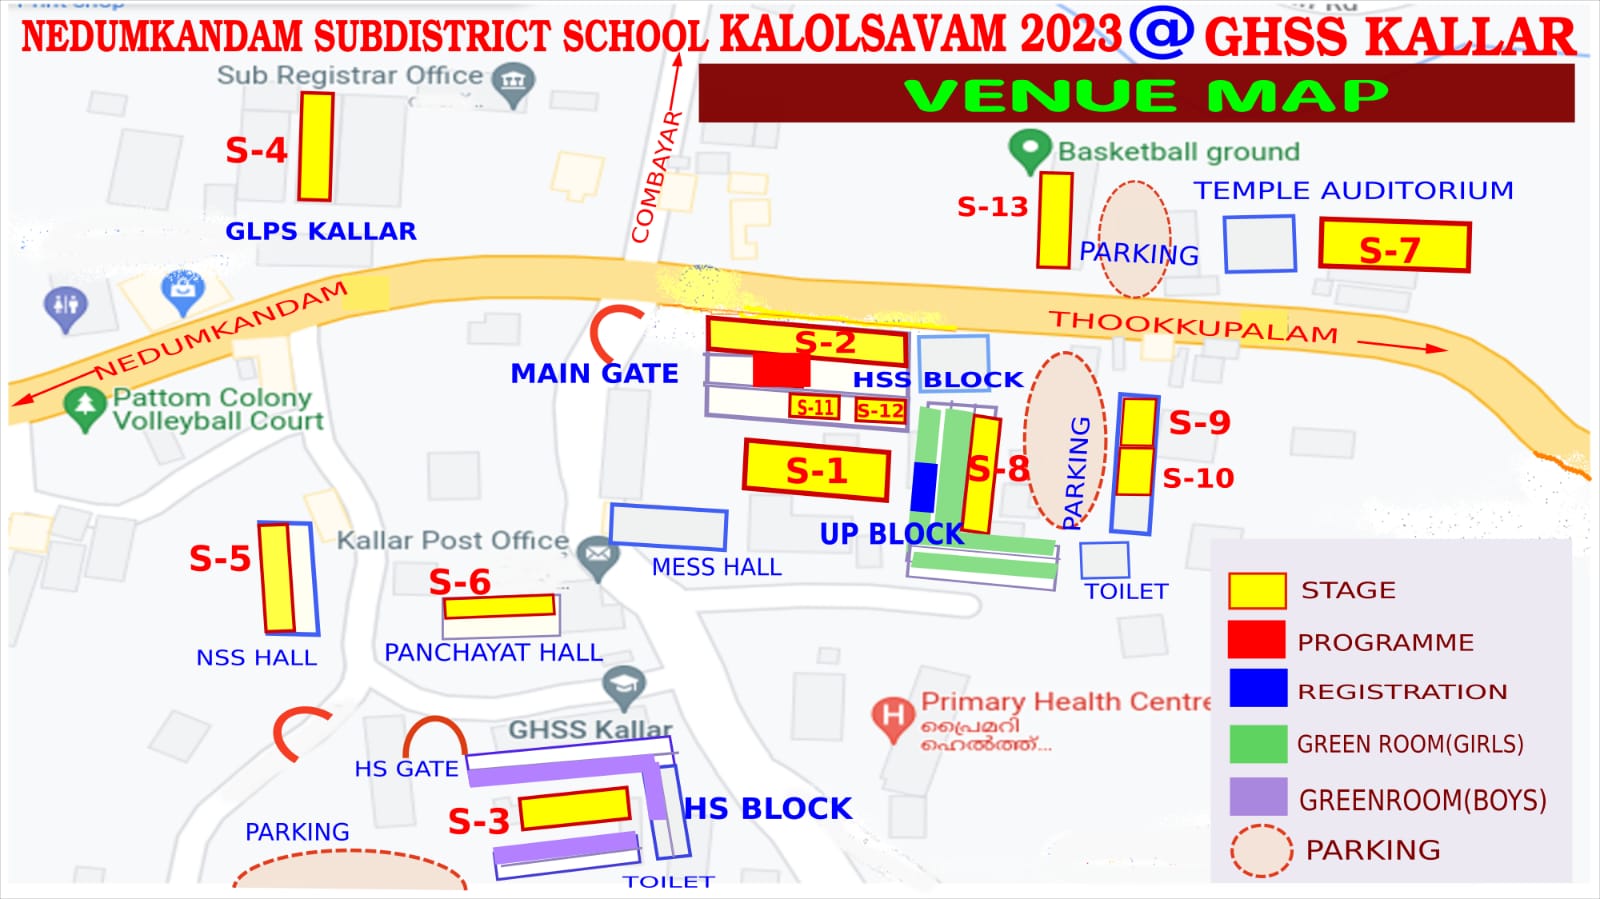 NEDUMKANDAM SUBDISTRICT SCHOOL KALOLSAVAM 2023 @ GHSS KALLAR
VENUE MAP
Sub Registrar Office
S-4
GLPS KALLAR
COMBAYAR
Basketball ground
S-13
PARKING
TEMPLE AUDITORIUM
S-7
NEDUMKANDAM
THOOKKUPALAM
MAIN GATE
S-2
HSS BLOCK
S-11
S-12
Pattom Colony
Volleyball Court
S-1
S-8
PARKING
S-9
S-10
UP BLOCK
S-5
NSS HALL
Kallar Post Office
S-6
PANCHAYAT HALL
MESS HALL
TOILET
GHSS Kallar
HS GATE
S-3
HS BLOCK
PARKING
TOILET
H
Primary Health Centre
പ്രൈമറി
ഹെൽത്ത്...
STAGE
PROGRAMME
REGISTRATION
GREEN ROOM(GIRLS)
GREENROOM(BOYS)
PARKING